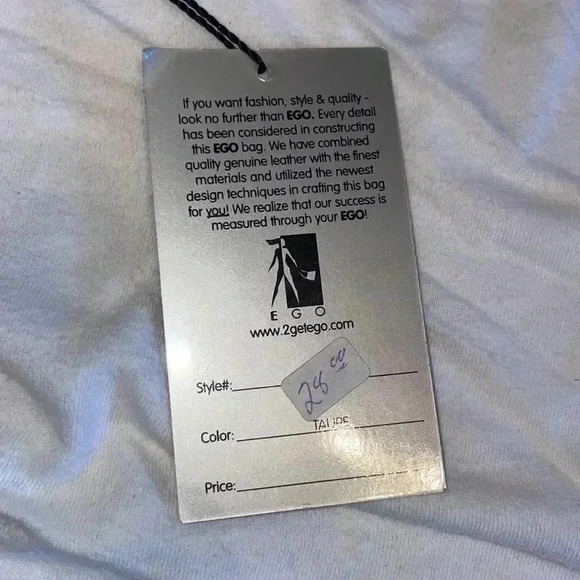 If you want fashion, style & quality -
look no further than EGO. Every detail
has been considered in constructing
this EGO bag. We have combined
quality genuine leather with the finest
materials and utilized the newest
design techniques in crafting this bag
for you! We realize that our success is
measured through your EGO!
EGO
www.2getego.com
Style#:
28.00
Color: TAUPE
Price: